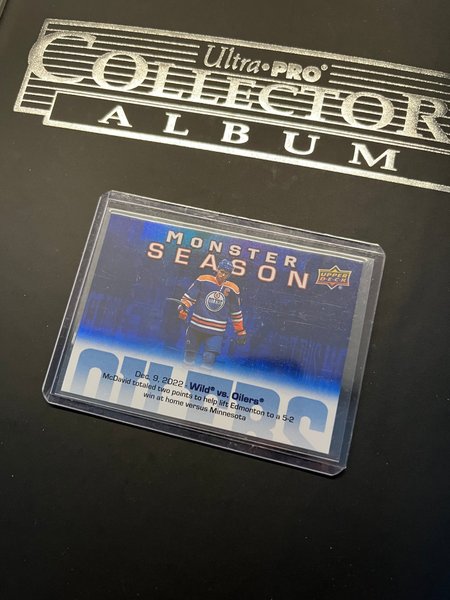 Ultra•PRO®
COLLECTOR
ALBUM
MONSTER
SEASON
UPPER
DECK
Dec. 9, 2022 • Wild® vs. Oilers®
McDavid totaled two points to help lift Edmonton to a 5-2
win at home versus Minnesota
OILERS